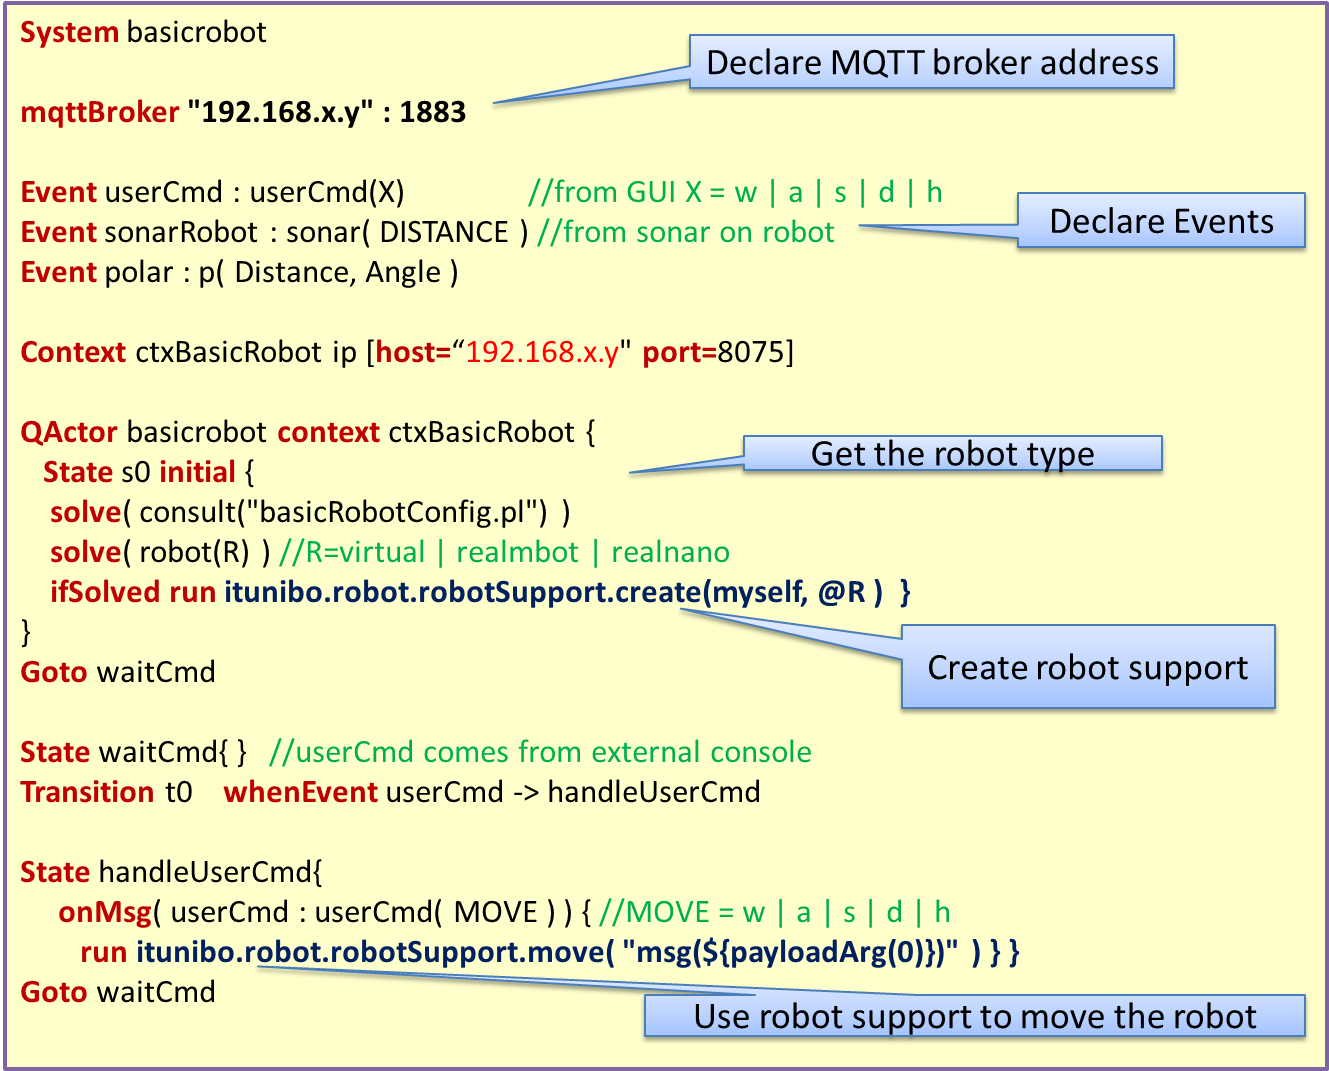 System basicrobot
Declare MQTT broker address
mqttBroker "192.168.x.y" : 1883
Event userCmd : userCmd(X) //from GUI X = w | a | s | d | h
Event sonarRobot : sonar( DISTANCE ) //from sonar on robot
Declare Events
Event polar : p( Distance, Angle )
Context ctxBasicRobot ip [host=“192.168.x.y" port=8075]
QActor basicrobot context ctxBasicRobot {
Get the robot type
State s0 initial {
solve( consult("basicRobotConfig.pl") )
solve( robot(R) ) //R=virtual | realmbot | realnano
ifSolved run itunibo.robot.robotSupport.create(myself, @R ) }
}
Create robot support
Goto waitCmd
State waitCmd{ } //userCmd comes from external console
Transition t0 whenEvent userCmd -> handleUserCmd
State handleUserCmd{
onMsg( userCmd : userCmd( MOVE ) ) { //MOVE = w | a | s | d | h
run itunibo.robot.robotSupport.move( "msg(${payloadArg(0)})" ) } }
Goto waitCmd
Use robot support to move the robot